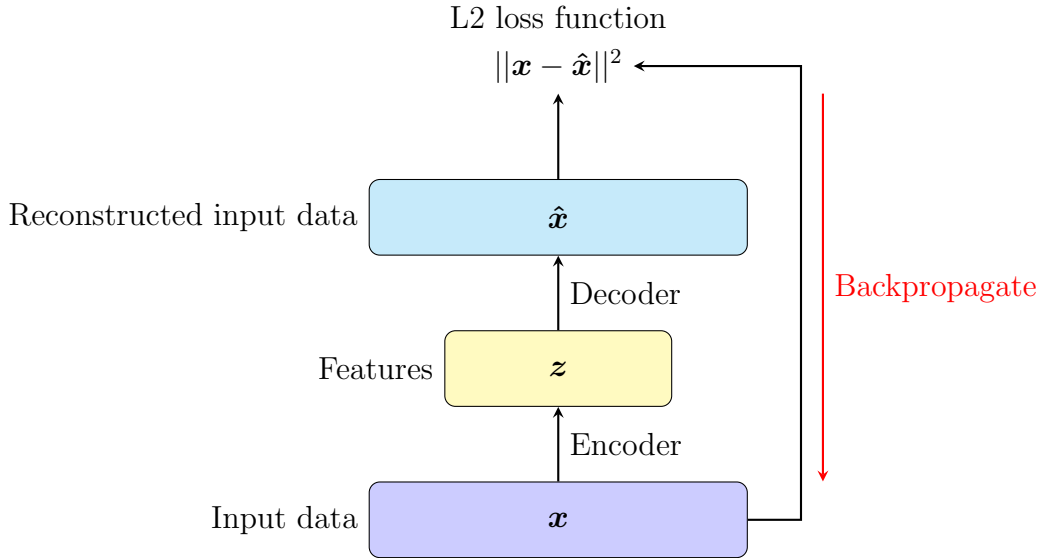 L2 loss function
||x − x̂||²
Reconstructed input data
x̂
Decoder
Backpropagate
Features
z
Encoder
Input data
x